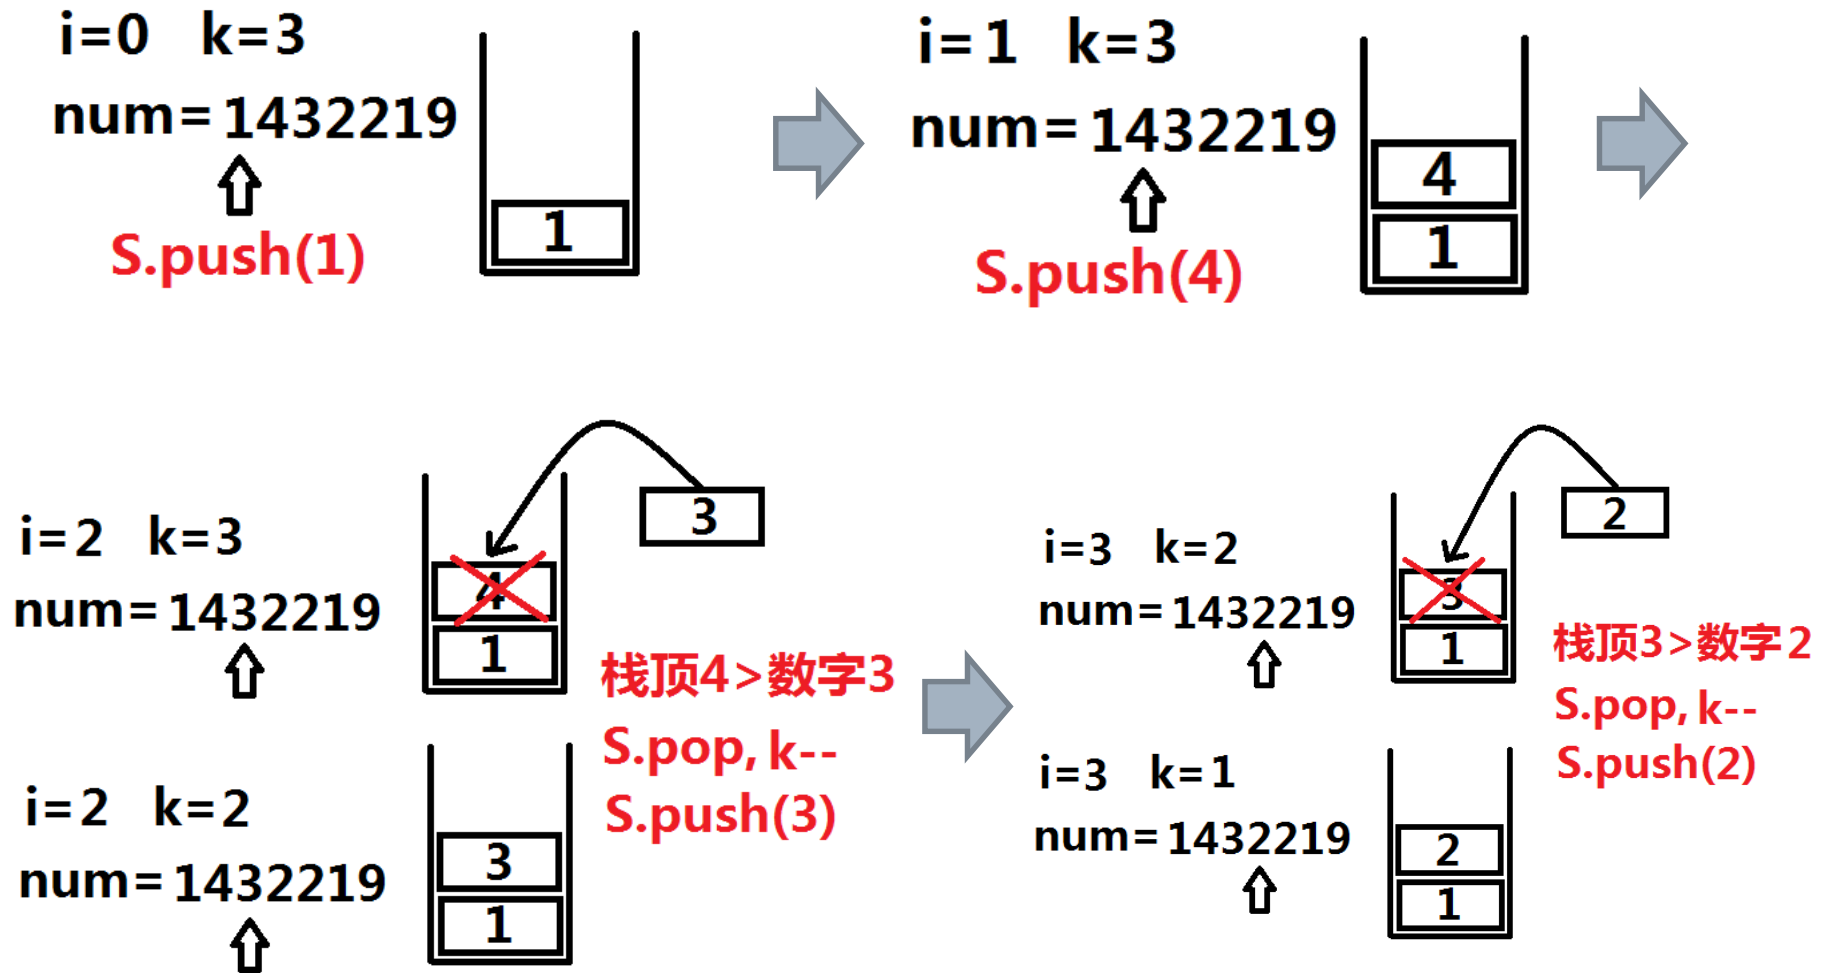 i=0 k=3
num=1432219
1
S.push(1)
i=1 k=3
num=1432219
4
1
S.push(4)
3
i=2 k=3
4
num=1432219
1
栈顶4>数字3
S.pop, k--
S.push(3)
i=2 k=2
num=1432219
3
1
2
i=3 k=2
3
num=1432219
1
栈顶3>数字2
S.pop, k--
S.push(2)
i=3 k=1
num=1432219
2
1